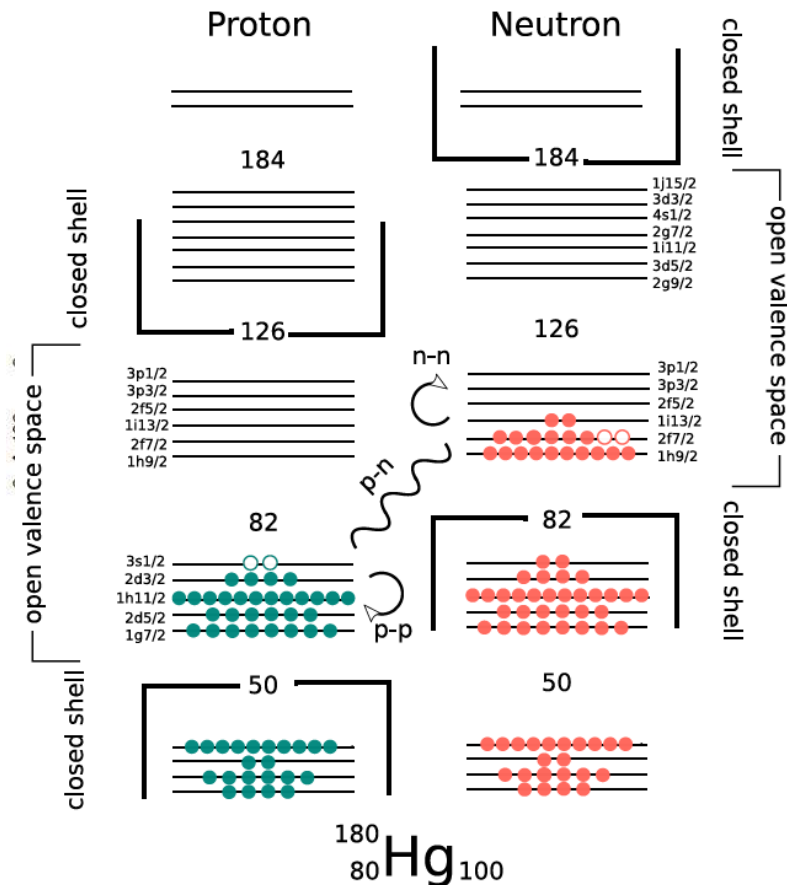 Proton
Neutron
closed shell
184
184
1j15/2
3d3/2
4s1/2
2g7/2
1i11/2
3d5/2
2g9/2
open valence space
closed shell
126
126
n-n
3p1/2
3p3/2
2f5/2
1i13/2
2f7/2
1h9/2
3p1/2
3p3/2
2f5/2
1i13/2
2f7/2
1h9/2
open valence space
p-n
82
82
3s1/2
2d3/2
1h11/2
2d5/2
1g7/2
p-p
closed shell
closed shell
50
50
180
80Hg100